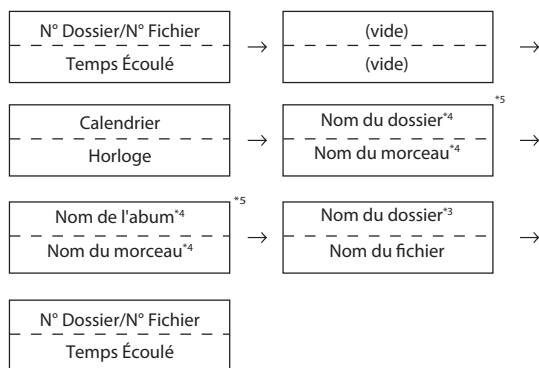 N° Dossier/N° Fichier
Temps Écoulé
→
(vide)
(vide)
→
Calendrier
Horloge
→
Nom du dossier*4
Nom du morceau*4
*5
→
Nom de l'abum*4
Nom du morceau*4
*5
→
Nom du dossier*3
Nom du fichier
→
N° Dossier/N° Fichier
Temps Écoulé